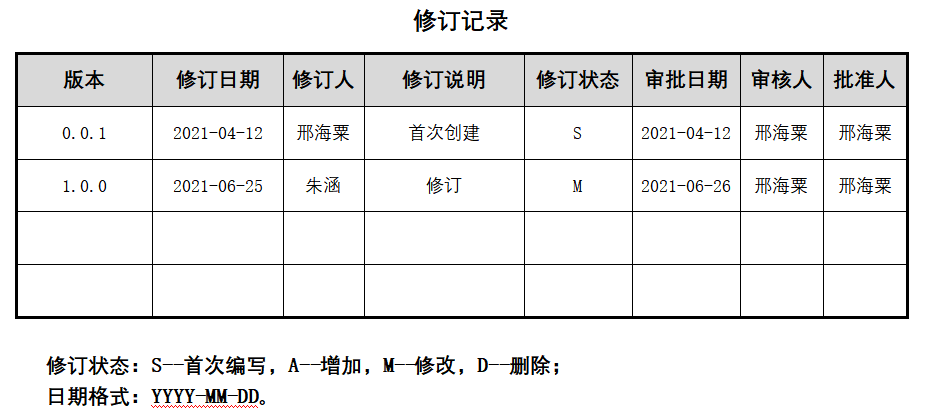 修订记录
版本 修订日期 修订人 修订说明 修订状态 审批日期 审核人 批准人
0.0.1 2021-04-12 邢海粟 首次创建 S 2021-04-12 邢海粟 邢海粟
1.0.0 2021-06-25 朱涵 修订 M 2021-06-26 邢海粟 邢海粟
修订状态：S--首次编写，A--增加，M--修改，D--删除；
日期格式：YYYY-MM-DD。